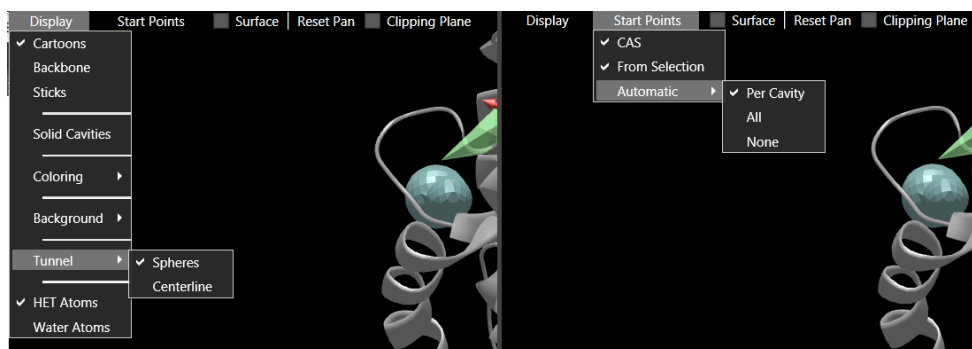 Display Start Points Surface Reset Pan Clipping Plane
Cartoons
Backbone
Sticks
Solid Cavities
Coloring
Background
Tunnel
Spheres
Centerline
HET Atoms
Water Atoms
Display Start Points Surface Reset Pan Clipping Plane
CAS
From Selection
Automatic
Per Cavity
All
None